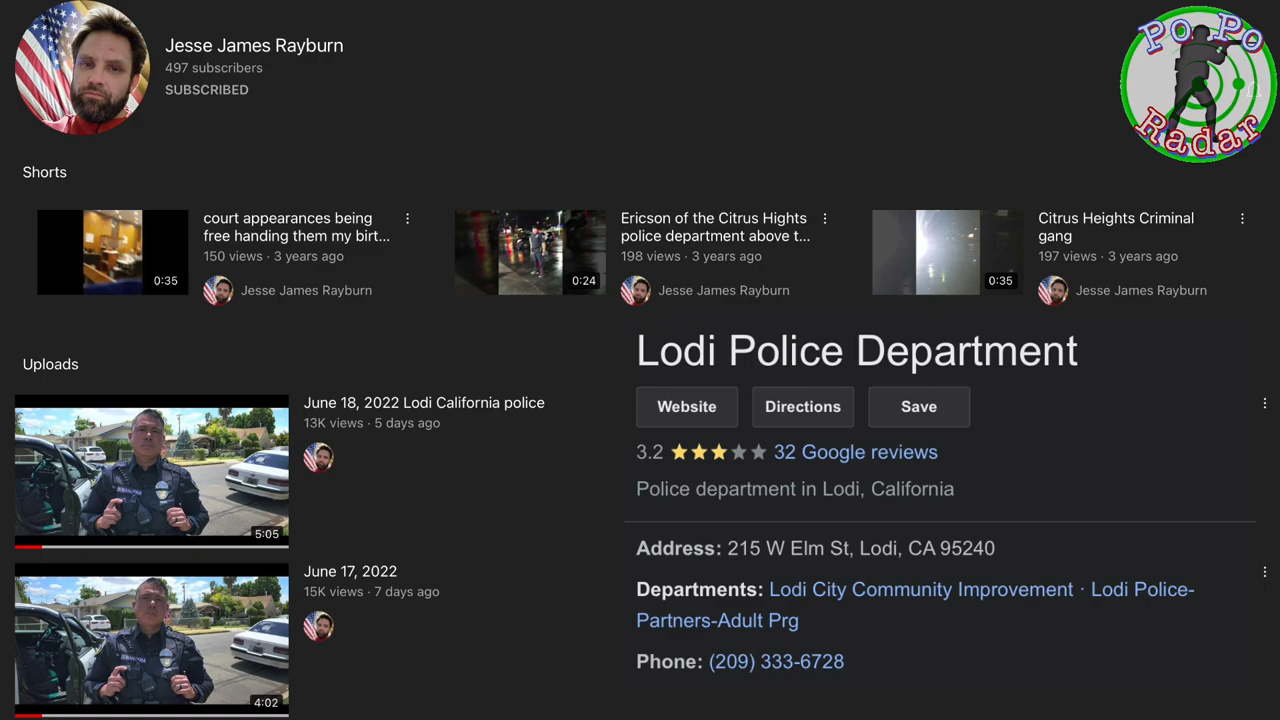 Jesse James Rayburn
497 subscribers
SUBSCRIBED
Po Po
Radar
Shorts
court appearances being
free handing them my birt...
150 views · 3 years ago
Jesse James Rayburn
0:35
Ericson of the Citrus Hights
police department above t...
198 views · 3 years ago
Jesse James Rayburn
0:24
Citrus Heights Criminal
gang
197 views · 3 years ago
Jesse James Rayburn
0:35
Uploads
June 18, 2022 Lodi California police
13K views · 5 days ago
5:05
June 17, 2022
15K views · 7 days ago
4:02
Lodi Police Department
Website
Directions
Save
3.2
32 Google reviews
Police department in Lodi, California
Address: 215 W Elm St, Lodi, CA 95240
Departments: Lodi City Community Improvement · Lodi Police-
Partners-Adult Prg
Phone: (209) 333-6728